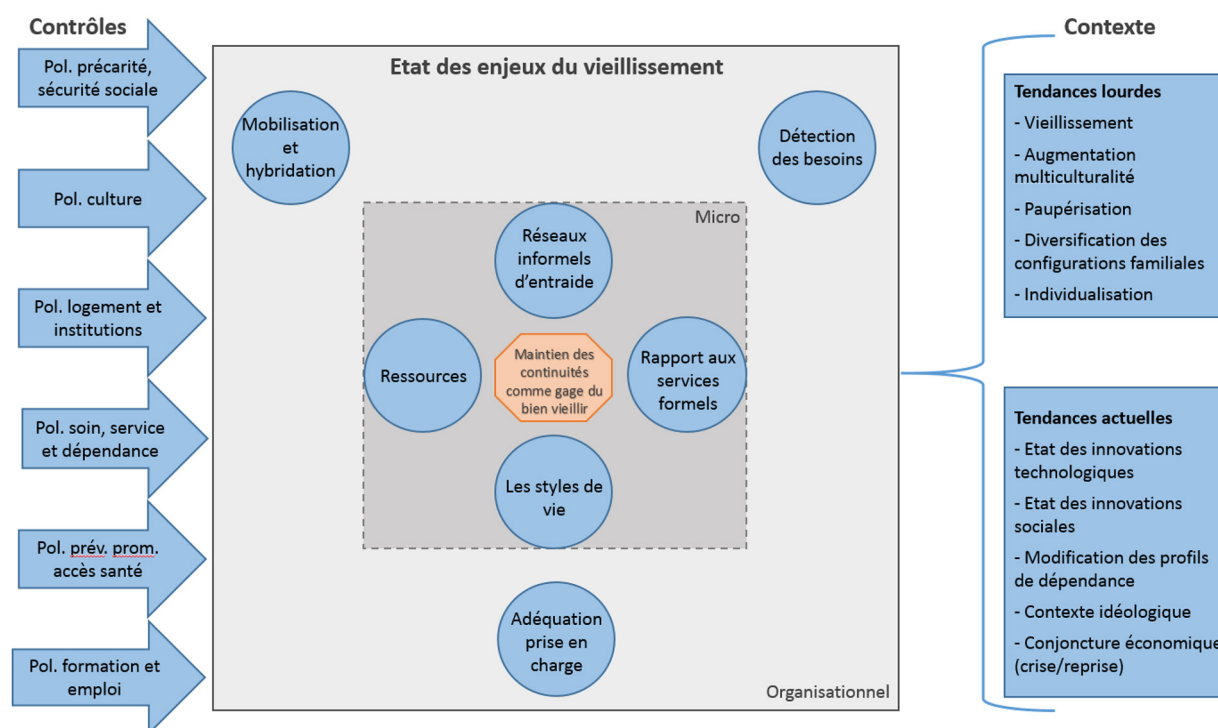 Contrôles
Pol. précarité,
sécurité sociale
Pol. culture
Pol. logement et
institutions
Pol. soin, service
et dépendance
Pol. prév. prom.
accès santé
Pol. formation et
emploi
Etat des enjeux du vieillissement
Mobilisation
et
hybridation
Détection
des besoins
Micro
Réseaux
informels
d'entraide
Ressources
Maintien des
continuités
comme gage du
bien vieillir
Rapport aux
services
formels
Les styles de
vie
Adéquation
prise en
charge
Organisationnel
Contexte
Tendances lourdes
- Vieillissement
- Augmentation
multiculturalité
- Paupérisation
- Diversification des
configurations familiales
- Individualisation
Tendances actuelles
- Etat des innovations
technologiques
- Etat des innovations
sociales
- Modification des profils
de dépendance
- Contexte idéologique
- Conjoncture économique
(crise/reprise)